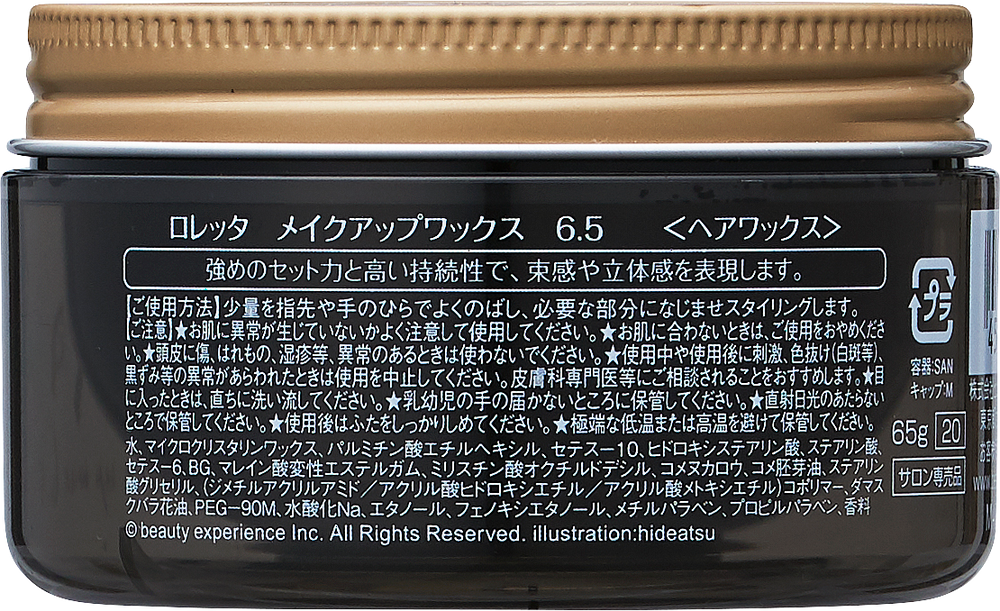 ロレッタ メイクアップワックス 6.5 <ヘアワックス>
強めのセット力と高い持続性で、束感や立体感を表現します。
【ご使用方法】少量を指先や手のひらでよくのばし、必要な部分になじませスタイリングします。
【ご注意】★お肌に異常が生じていないかよく注意して使用してください。★お肌に合わないときは、ご使用をおやめくださ
い。★頭皮に傷、はれもの、湿疹等、異常のあるときは使わないでください。★使用中や使用後に刺激、色抜け(白斑等)、
黒ずみ等の異常があらわれたときは使用を中止してください。皮膚科専門医等にご相談されることをおすすめします。★目
に入ったときは、直ちに洗い流してください。★乳幼児の手の届かないところに保管してください。★直射日光のあたらない
ところで保管してください。★使用後はふたをしっかりしめてください。★極端な低温または高温を避けて保管してください。
水、マイクロクリスタリンワックス、パルミチン酸エチルヘキシル、セテス-10、ヒドロキシステアリン酸、ステアリン酸、
セテス-6、BG、マレイン酸変性エステルガム、ミリスチン酸オクチルドデシル、コメヌカロウ、コメ胚芽油、ステアリン
酸グリセリル、(ジメチルアクリルアミド/アクリル酸ヒドロキシエチル/アクリル酸メトキシエチル)コポリマー、ダマス
クバラ花油、PEG-90M、水酸化Na、エタノール、フェノキシエタノール、メチルパラベン、プロピルパラベン、香料
©beauty experience Inc. All Rights Reserved. illustration:hideatsu
プラ
容器:SAN
キャップ:M
65g 20
サロン専売品